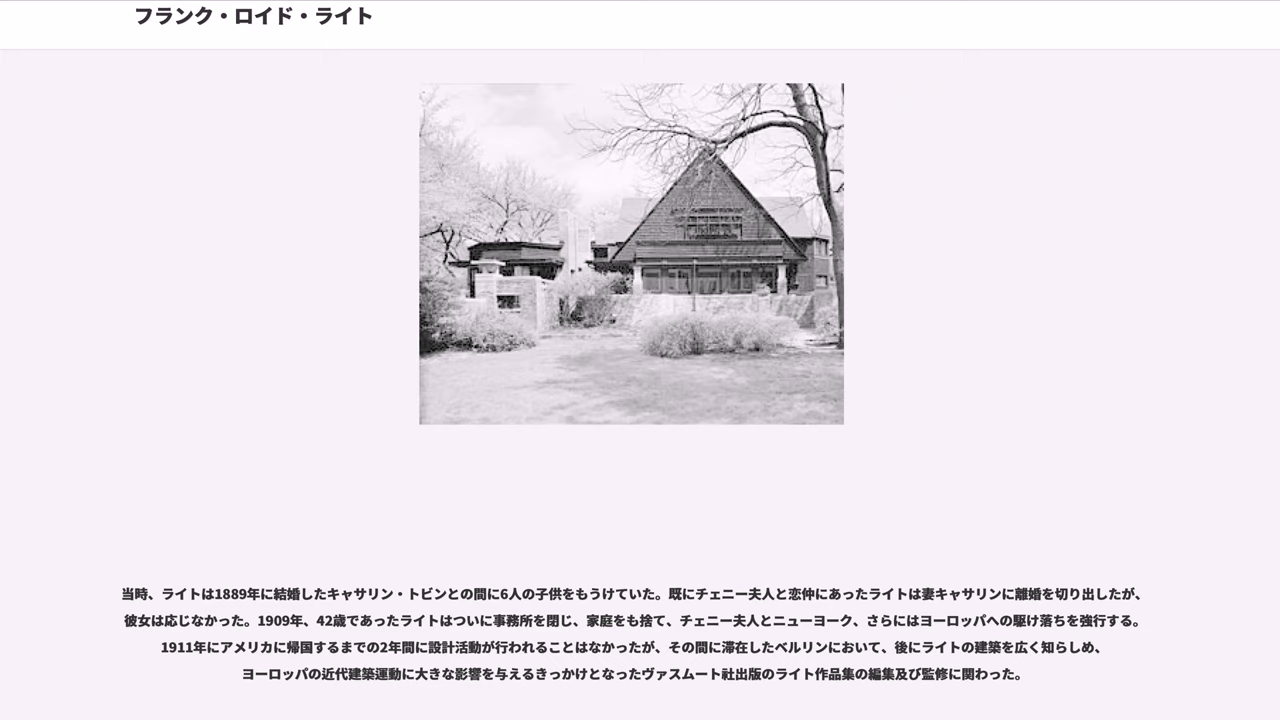 フランク・ロイド・ライト
当時、ライトは1889年に結婚したキャサリン・トビンとの間に6人の子供をもうけていた。既にチェニー夫人と恋仲にあったライトは妻キャサリンに離婚を切り出したが、
彼女は応じなかった。1909年、42歳であったライトはついに事務所を閉じ、家庭をも捨て、チェニー夫人とニューヨーク、さらにはヨーロッパへの駆け落ちを強行する。
1911年にアメリカに帰国するまでの2年間に設計活動が行われることはなかったが、その間に滞在したベルリンにおいて、後にライトの建築を広く知らしめ、
ヨーロッパの近代建築運動に大きな影響を与えるきっかけとなったヴァスムート社出版のライト作品集の編集及び監修に関わった。